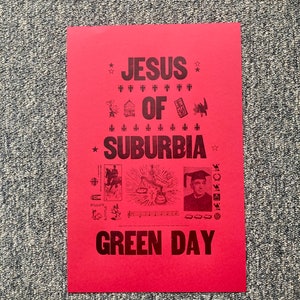 JESUS
OF
SUBURBIA
GREEN DAY